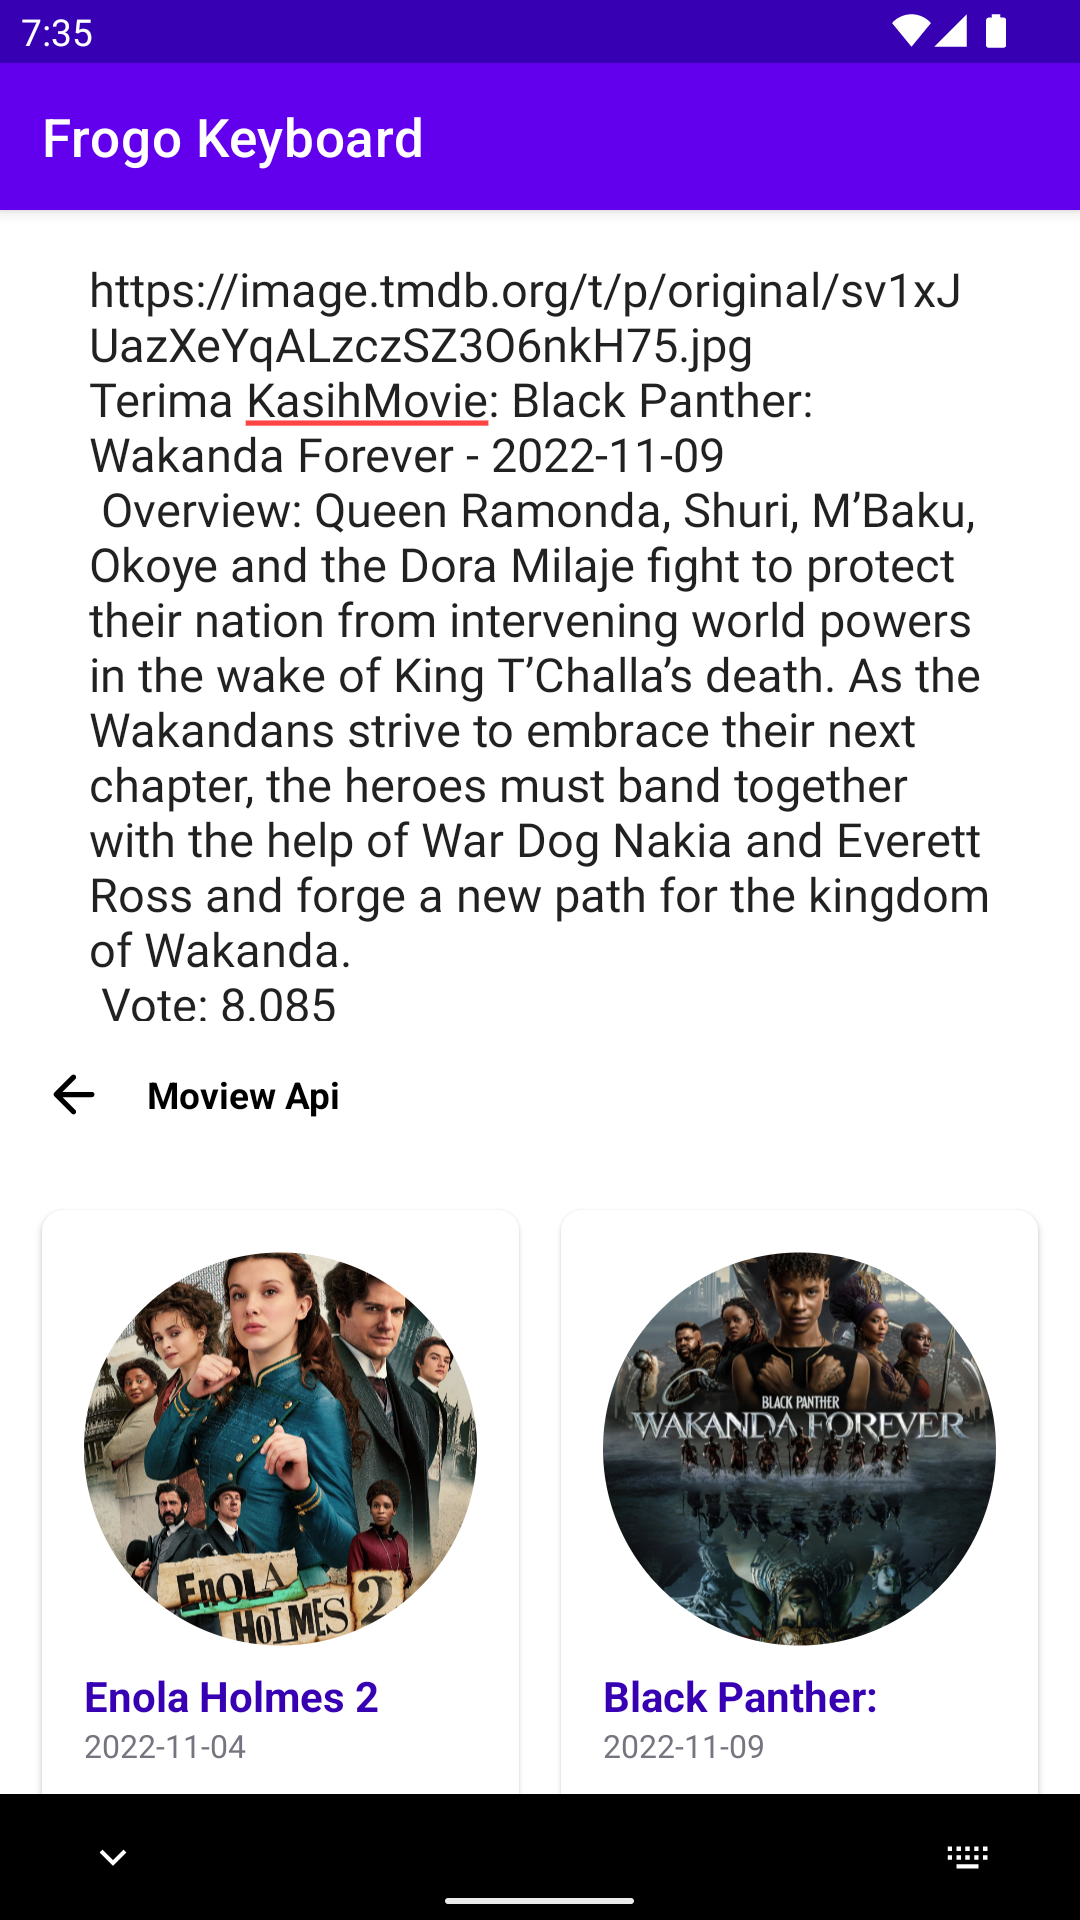 7:35
Frogo Keyboard
https://image.tmdb.org/t/p/original/sv1xJ
UazXeYqALzczSZ3O6nkH75.jpg
Terima KasihMovie: Black Panther:
Wakanda Forever - 2022-11-09
Overview: Queen Ramonda, Shuri, M’Baku,
Okoye and the Dora Milaje fight to protect
their nation from intervening world powers
in the wake of King T’Challa’s death. As the
Wakandans strive to embrace their next
chapter, the heroes must band together
with the help of War Dog Nakia and Everett
Ross and forge a new path for the kingdom
of Wakanda.
Vote: 8.085
Moview Api
ENOLA
HOLMES 2
BLACK PANTHER
WAKANDA FOREVER
Enola Holmes 2
2022-11-04
Black Panther:
2022-11-09